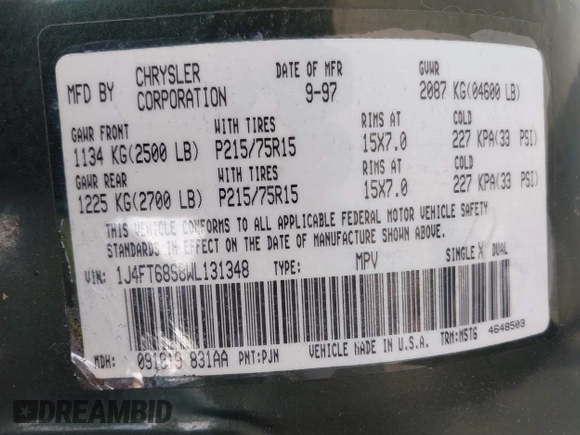 MFD BY CHRYSLER CORPORATION DATE OF MFR 9-97 GVWR 2087 KG(04600 LB)
GAWR FRONT WITH TIRES RIMS AT COLD
1134 KG(2500 LB) P215/75R15 15X7.0 227 KPA(33 PSI)
GAWR REAR WITH TIRES RIMS AT COLD
1225 KG(2700 LB) P215/75R15 15X7.0 227 KPA(33 PSI)
THIS VEHICLE CONFORMS TO ALL APPLICABLE FEDERAL MOTOR VEHICLE SAFETY
STANDARDS IN EFFECT ON THE DATE OF MANUFACTURE SHOWN ABOVE.
VIN: 1J4FT68S8WL131348 TYPE: MPV SINGLE X DUAL
MDH: 831AA PNT:PJN VEHICLE MADE IN U.S.A. TRM:MST6 4648503
DREAMBID